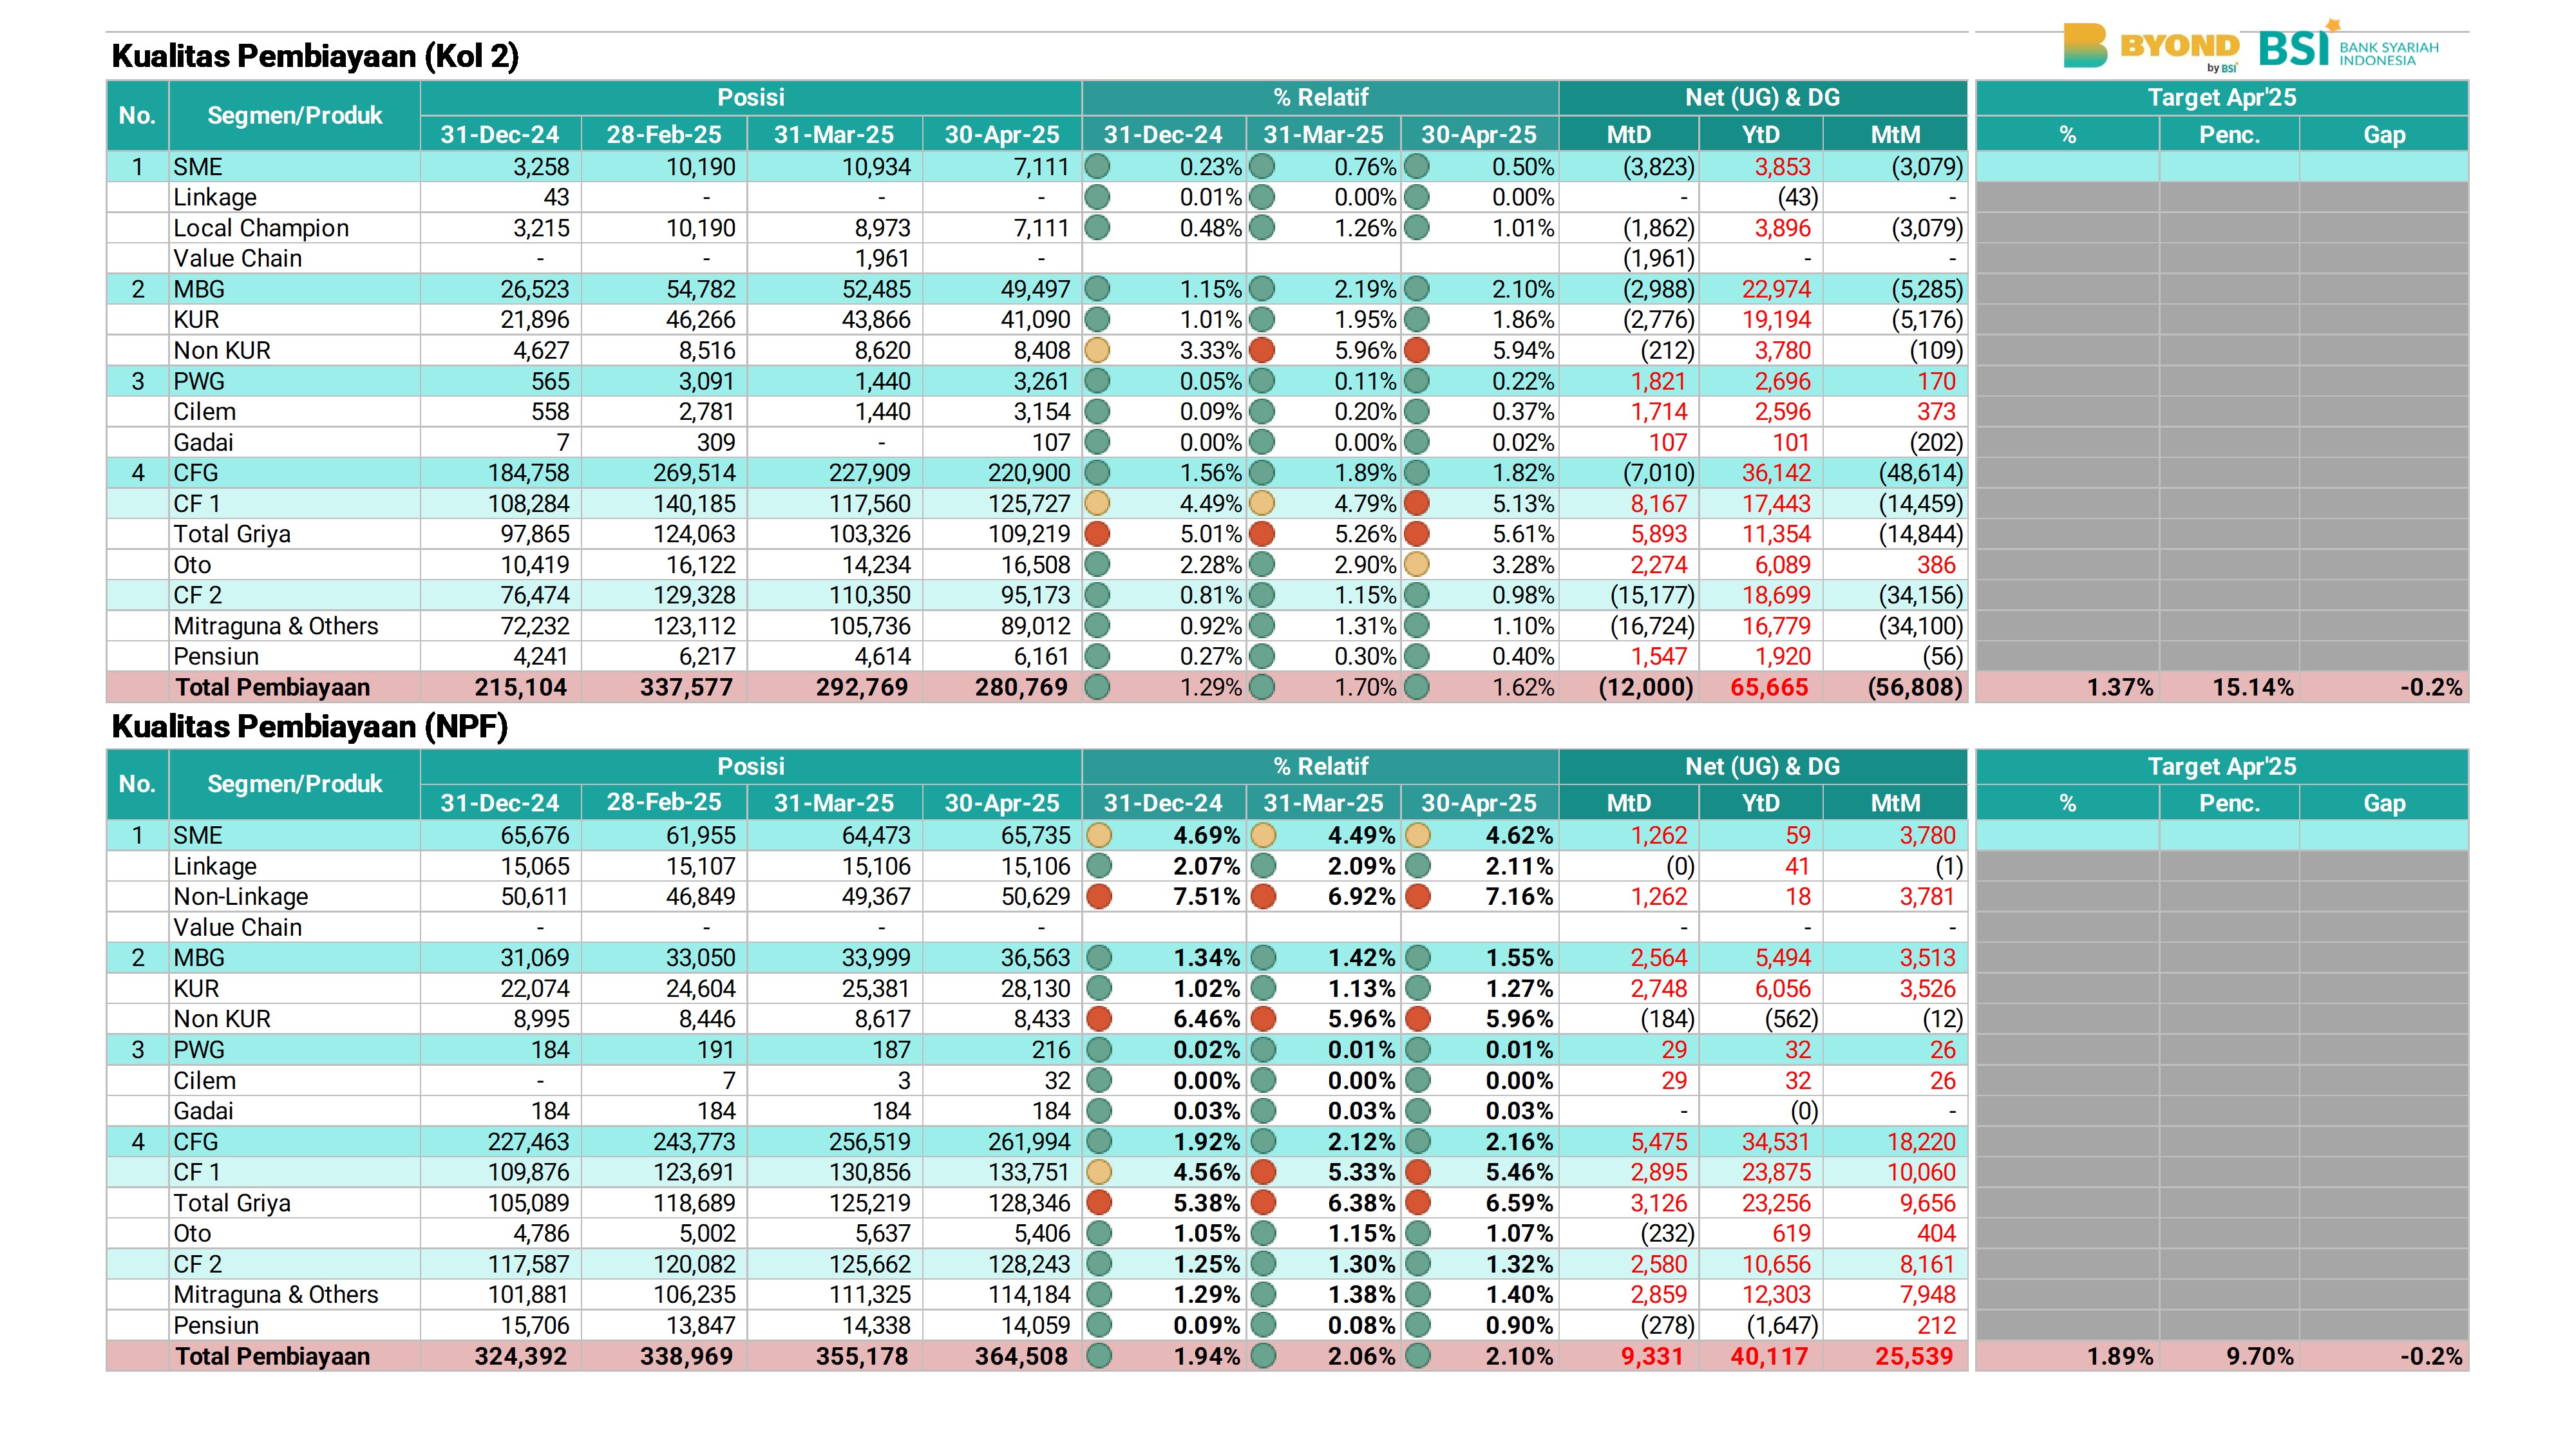 Kualitas Pembiayaan (Kol 2)
BYOND
by BSI
BSI BANK SYARIAH
INDONESIA
No. Segmen/Produk Posisi % Relatif Net (UG) & DG Target Apr'25
31-Dec-24 28-Feb-25 31-Mar-25 30-Apr-25 31-Dec-24 31-Mar-25 30-Apr-25 MtD YtD MtM % Penc. Gap
1 SME 3,258 10,190 10,934 7,111 0.23% 0.76% 0.50% (3,823) 3,853 (3,079)
Linkage 43 - - - 0.01% 0.00% 0.00% - (43) -
Local Champion 3,215 10,190 8,973 7,111 0.48% 1.26% 1.01% (1,862) 3,896 (3,079)
Value Chain - - 1,961 - (1,961) - -
2 MBG 26,523 54,782 52,485 49,497 1.15% 2.19% 2.10% (2,988) 22,974 (5,285)
KUR 21,896 46,266 43,866 41,090 1.01% 1.95% 1.86% (2,776) 19,194 (5,176)
Non KUR 4,627 8,516 8,620 8,408 3.33% 5.96% 5.94% (212) 3,780 (109)
3 PWG 565 3,091 1,440 3,261 0.05% 0.11% 0.22% 1,821 2,696 170
Cilem 558 2,781 1,440 3,154 0.09% 0.20% 0.37% 1,714 2,596 373
Gadai 7 309 - 107 0.00% 0.00% 0.02% 107 101 (202)
4 CFG 184,758 269,514 227,909 220,900 1.56% 1.89% 1.82% (7,010) 36,142 (48,614)
CF 1 108,284 140,185 117,560 125,727 4.49% 4.79% 5.13% 8,167 17,443 (14,459)
Total Griya 97,865 124,063 103,326 109,219 5.01% 5.26% 5.61% 5,893 11,354 (14,844)
Oto 10,419 16,122 14,234 16,508 2.28% 2.90% 3.28% 2,274 6,089 386
CF 2 76,474 129,328 110,350 95,173 0.81% 1.15% 0.98% (15,177) 18,699 (34,156)
Mitraguna & Others 72,232 123,112 105,736 89,012 0.92% 1.31% 1.10% (16,724) 16,779 (34,100)
Pensiun 4,241 6,217 4,614 6,161 0.27% 0.30% 0.40% 1,547 1,920 (56)
Total Pembiayaan 215,104 337,577 292,769 280,769 1.29% 1.70% 1.62% (12,000) 65,665 (56,808) 1.37% 15.14% -0.2%
Kualitas Pembiayaan (NPF)
No. Segmen/Produk Posisi % Relatif Net (UG) & DG Target Apr'25
31-Dec-24 28-Feb-25 31-Mar-25 30-Apr-25 31-Dec-24 31-Mar-25 30-Apr-25 MtD YtD MtM % Penc. Gap
1 SME 65,676 61,955 64,473 65,735 4.69% 4.49% 4.62% 1,262 59 3,780
Linkage 15,065 15,107 15,106 15,106 2.07% 2.09% 2.11% (0) 41 (1)
Non-Linkage 50,611 46,849 49,367 50,629 7.51% 6.92% 7.16% 1,262 18 3,781
Value Chain - - - - - - -
2 MBG 31,069 33,050 33,999 36,563 1.34% 1.42% 1.55% 2,564 5,494 3,513
KUR 22,074 24,604 25,381 28,130 1.02% 1.13% 1.27% 2,748 6,056 3,526
Non KUR 8,995 8,446 8,617 8,433 6.46% 5.96% 5.96% (184) (562) (12)
3 PWG 184 191 187 216 0.02% 0.01% 0.01% 29 32 26
Cilem - 7 3 32 0.00% 0.00% 0.00% 29 32 26
Gadai 184 184 184 184 0.03% 0.03% 0.03% - (0) -
4 CFG 227,463 243,773 256,519 261,994 1.92% 2.12% 2.16% 5,475 34,531 18,220
CF 1 109,876 123,691 130,856 133,751 4.56% 5.33% 5.46% 2,895 23,875 10,060
Total Griya 105,089 118,689 125,219 128,346 5.38% 6.38% 6.59% 3,126 23,256 9,656
Oto 4,786 5,002 5,637 5,406 1.05% 1.15% 1.07% (232) 619 404
CF 2 117,587 120,082 125,662 128,243 1.25% 1.30% 1.32% 2,580 10,656 8,161
Mitraguna & Others 101,881 106,235 111,325 114,184 1.29% 1.38% 1.40% 2,859 12,303 7,948
Pensiun 15,706 13,847 14,338 14,059 0.09% 0.08% 0.90% (278) (1,647) 212
Total Pembiayaan 324,392 338,969 355,178 364,508 1.94% 2.06% 2.10% 9,331 40,117 25,539 1.89% 9.70% -0.2%